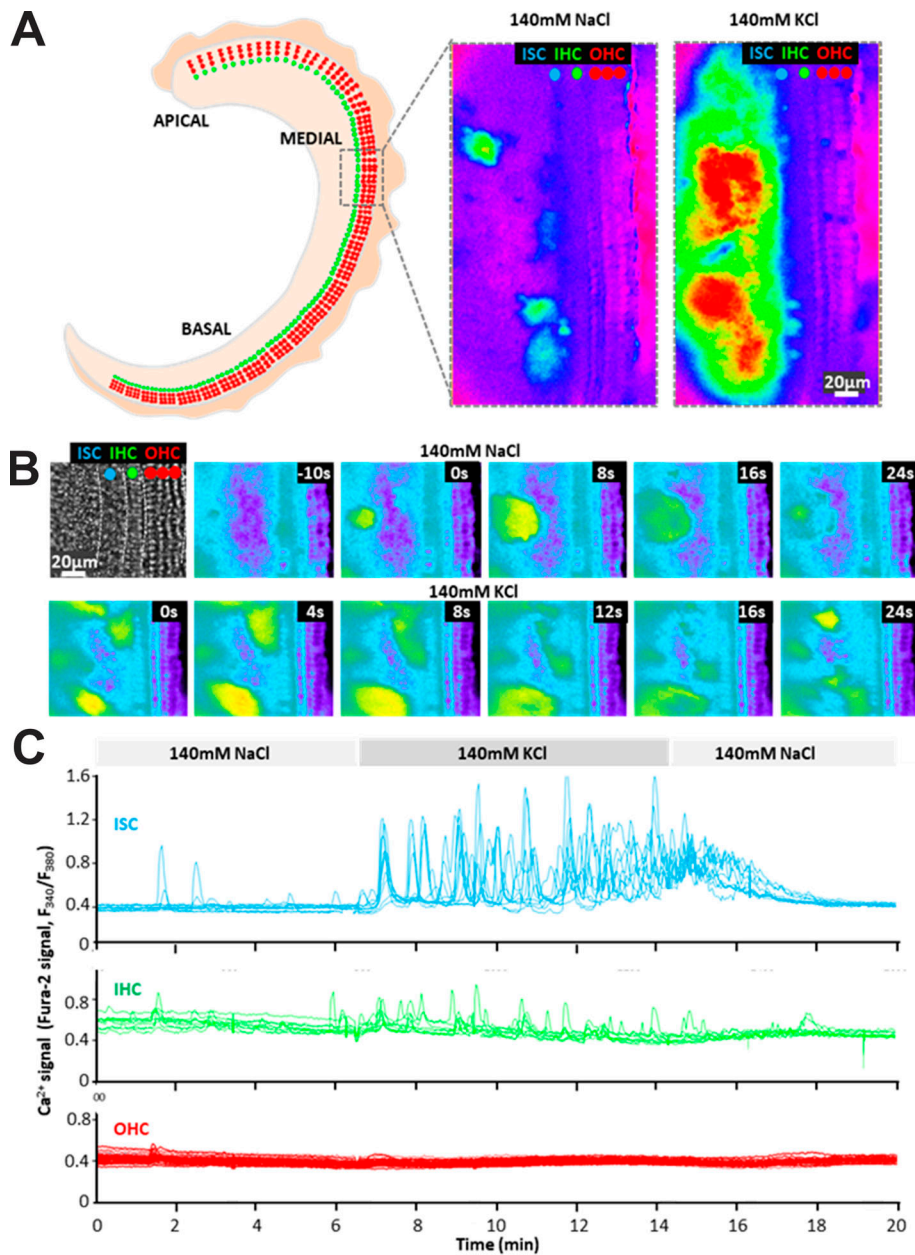 A
140mM NaCl
140mM KCl
ISC IHC OHC
ISC IHC OHC
APICAL
MEDIAL
BASAL
20µm
B
ISC IHC OHC
140mM NaCl
-10s
0s
8s
16s
24s
20µm
140mM KCl
0s
4s
8s
12s
16s
24s
C
140mM NaCl
140mM KCl
140mM NaCl
Ca²⁺ signal (Fura-2 signal, F₃₄₀/F₃₈₀)
1.6
1.2
0.8
0.4
0
ISC
0.8
0.4
0
IHC
00
0.8
0.4
0
OHC
0 2 4 6 8 10 12 14 16 18 20
Time (min)